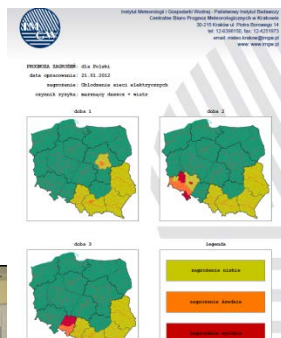 IMGW
Instytut Meteorologii i Gospodarki Wodnej - Państwowy Instytut Badawczy
Centralne Biuro Prognoz Meteorologicznych w Krakowie
30-215 Kraków ul. Piotra Borowego 14
email: meteo.krakow@imgw.pl
www: www.imgw.pl
PROGNOZA ZAGROŻEŃ: dla Polski
data opracowania: 21.01.2012
zagrożenie: Oblodzenie sieci elektrycznych
czynnik ryzyka: marznący deszcz + wiatr
doba 1
doba 2
doba 3
legenda
zagrożenie niskie
zagrożenie średnie